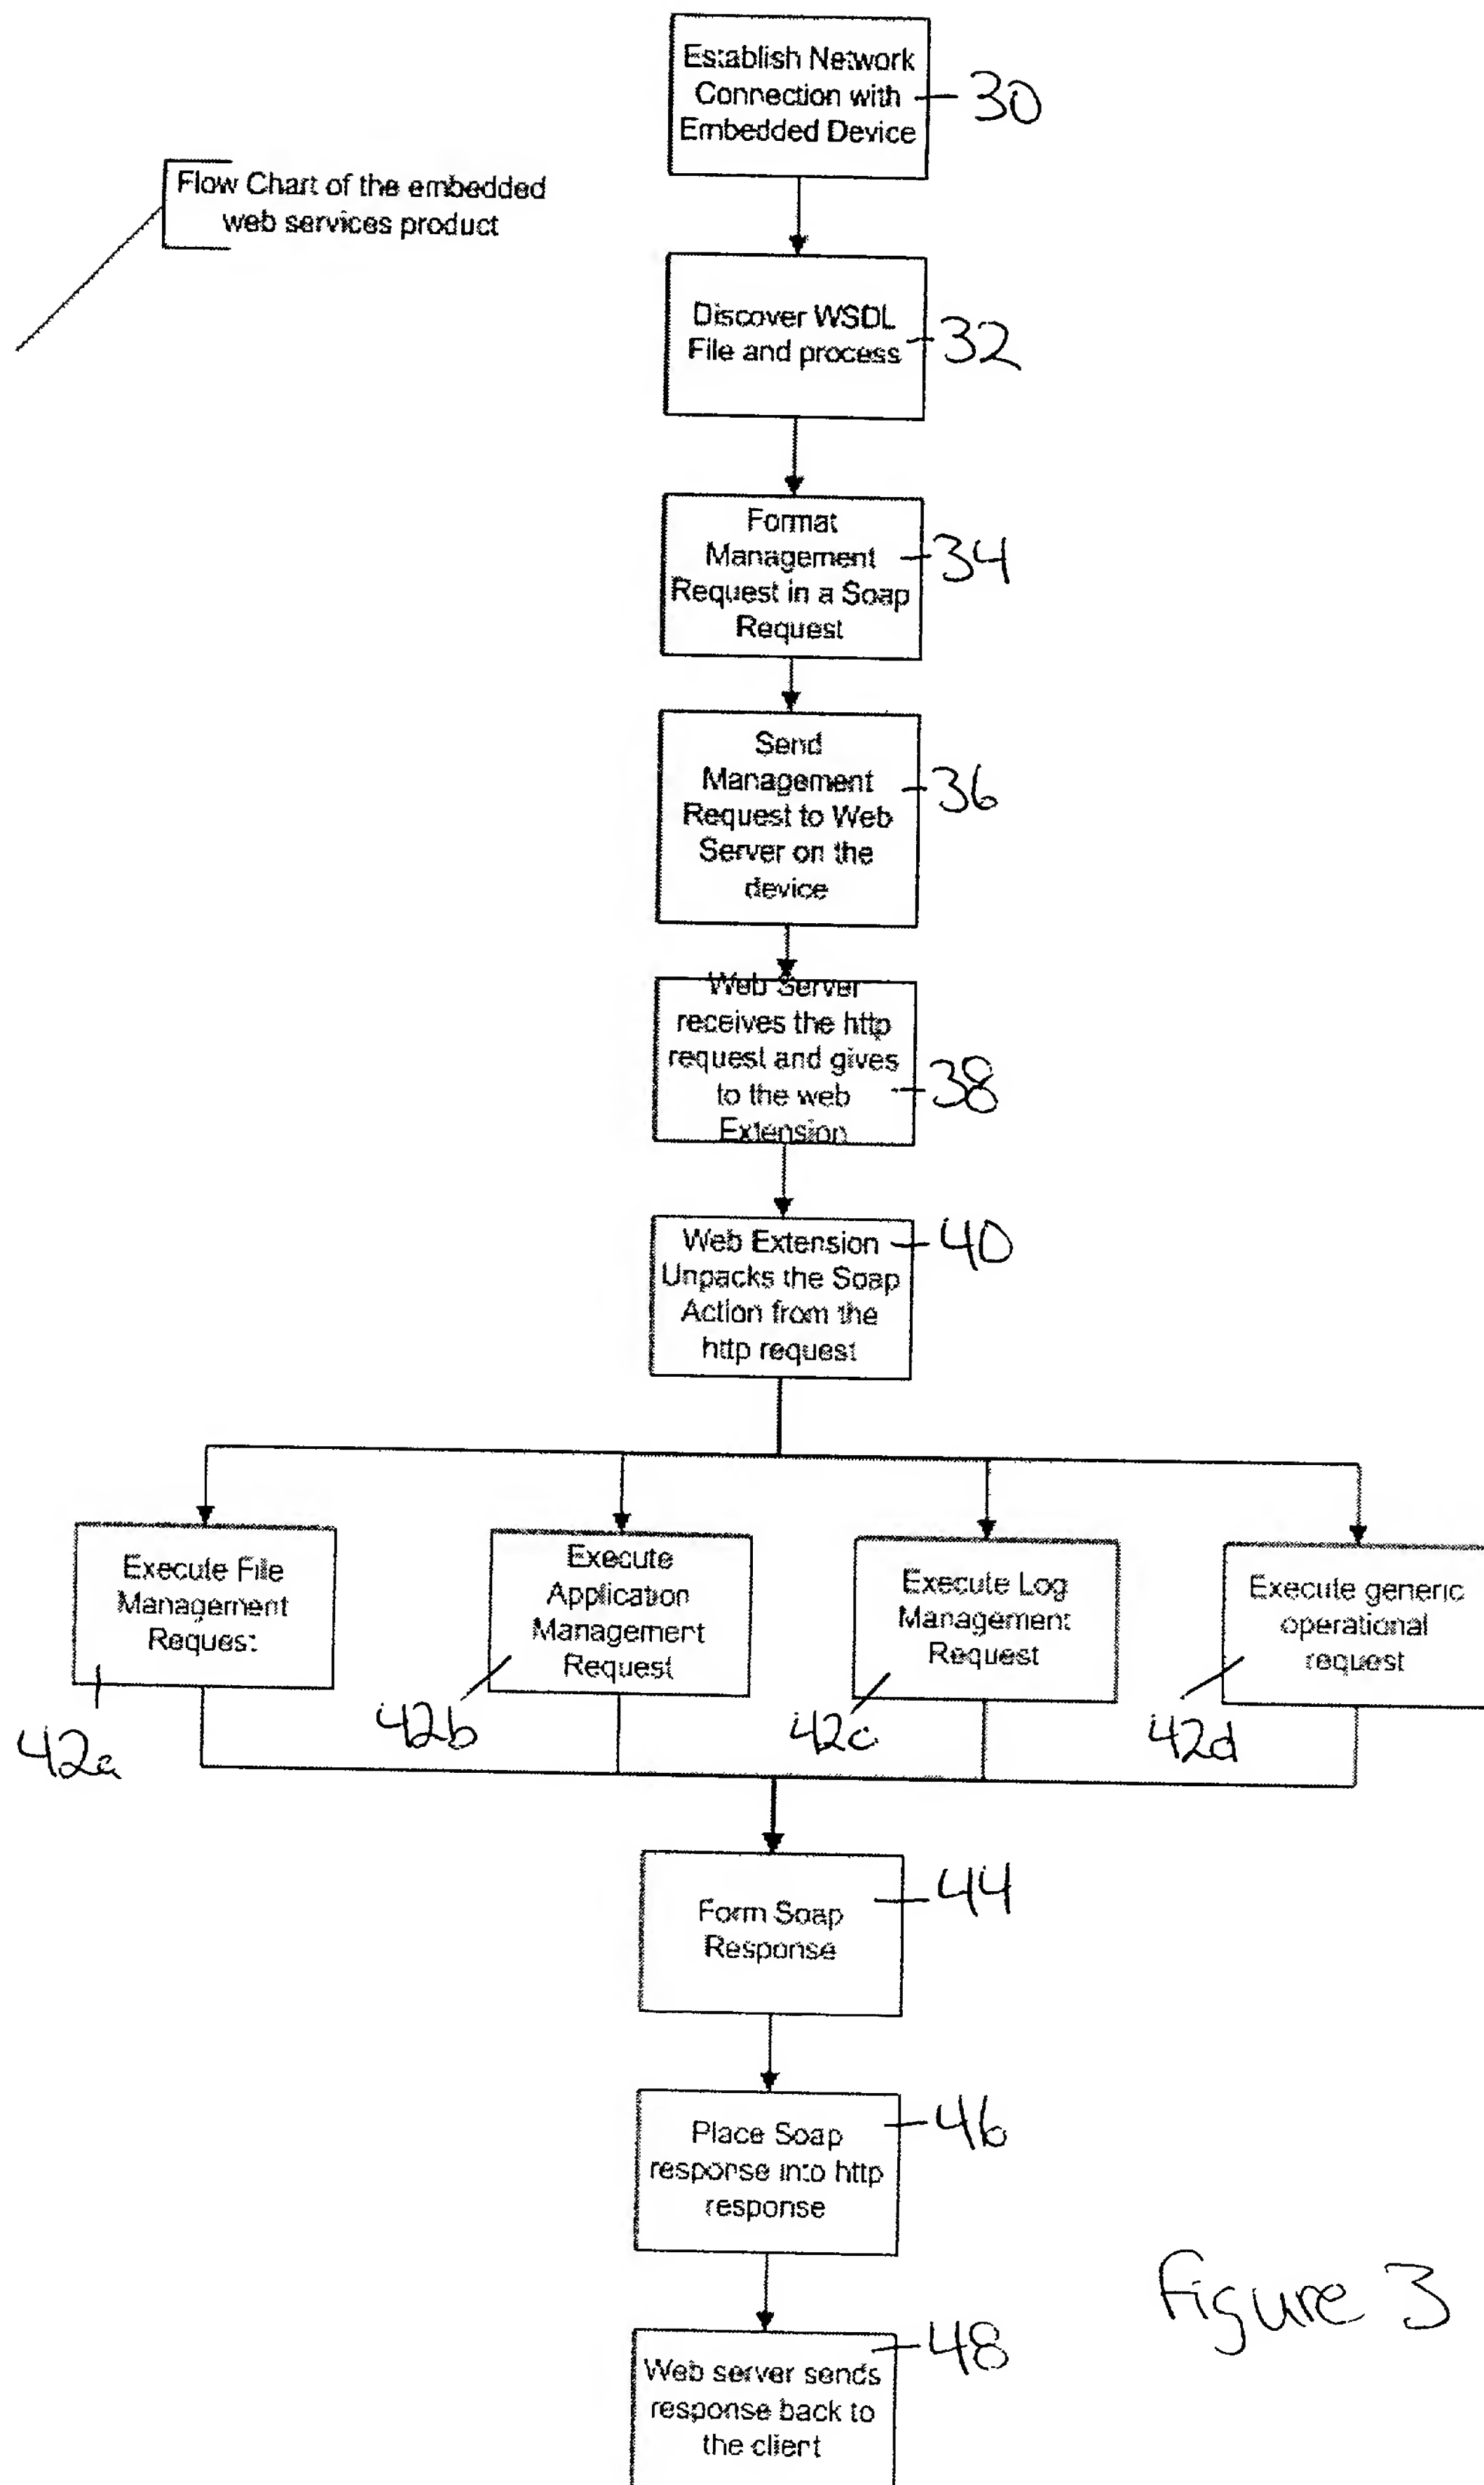 Establish Network
Connection with
Embedded Device
30
Flow Chart of the embedded
web services product
Discover WSDL
File and process
32
Format
Management
Request in a Soap
Request
34
Send
Management
Request to Web
Server on the
device
36
Web Server
receives the http
request and gives
to the web
Extension
38
Web Extension
Unpacks the Soap
Action from the
http request
40
Execute File
Management
Request
42a
Execute
Application
Management
Request
42b
Execute Log
Management
Request
42c
Execute generic
operational
request
42d
Form Soap
Response
44
Place Soap
response into http
response
46
Web server sends
response back to
the client
48
Figure 3